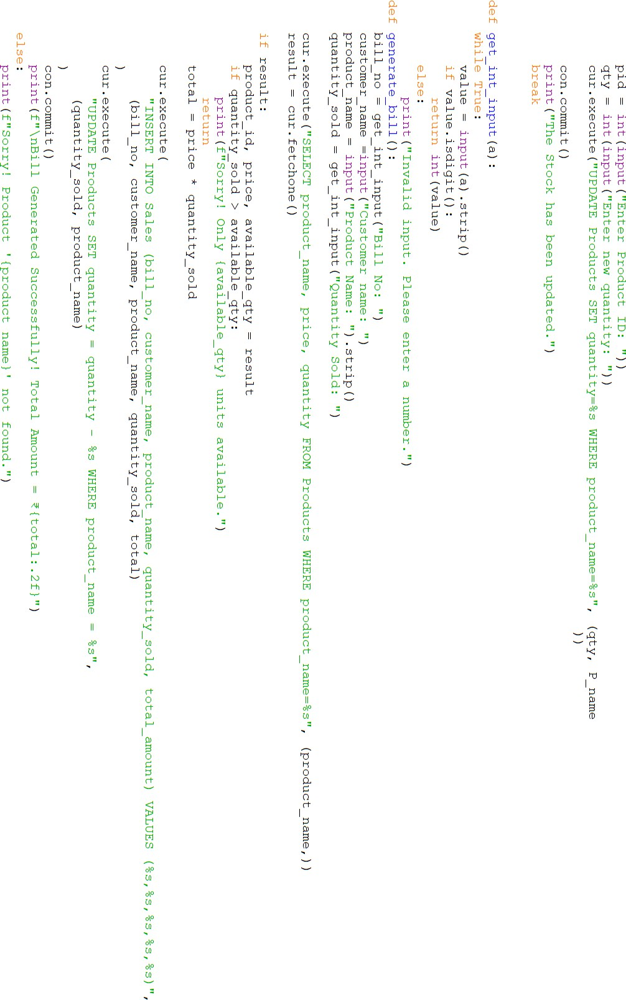 pid = int(input("Enter Product ID: "))
qty = int(input("Enter new quantity: "))
cur.execute("UPDATE Products SET quantity=%s WHERE product_name=%s", (qty, P_name
))
con.commit()
print("The Stock has been updated.")
break
def get_int_input(a):
while True:
value = input(a).strip()
if value.isdigit():
return int(value)
else:
print("Invalid input. Please enter a number.")
def generate_bill():
bill_no = get_int_input("Bill No: ")
customer_name =input("Customer name: ")
product_name = input("Product Name: ").strip()
quantity_sold = get_int_input("Quantity Sold: ")
cur.execute("SELECT product_name, price, quantity FROM Products WHERE product_name=%s", (product_name,))
result = cur.fetchone()
if result:
product_id, price, available_qty = result
if quantity_sold > available_qty:
print(f"Sorry! Only {available_qty} units available.")
return
total = price * quantity_sold
cur.execute(
"INSERT INTO Sales (bill_no, customer_name, product_name, quantity_sold, total_amount) VALUES (%s,%s,%s,%s,%s)",
(bill_no, customer_name, product_name, quantity_sold, total)
)
cur.execute(
"UPDATE Products SET quantity = quantity - %s WHERE product_name = %s",
(quantity_sold, product_name)
)
con.commit()
print(f"\nBill Generated Successfully! Total Amount = ₹{total:.2f}")
else:
print(f"Sorry! Product '{product_name}' not found.")